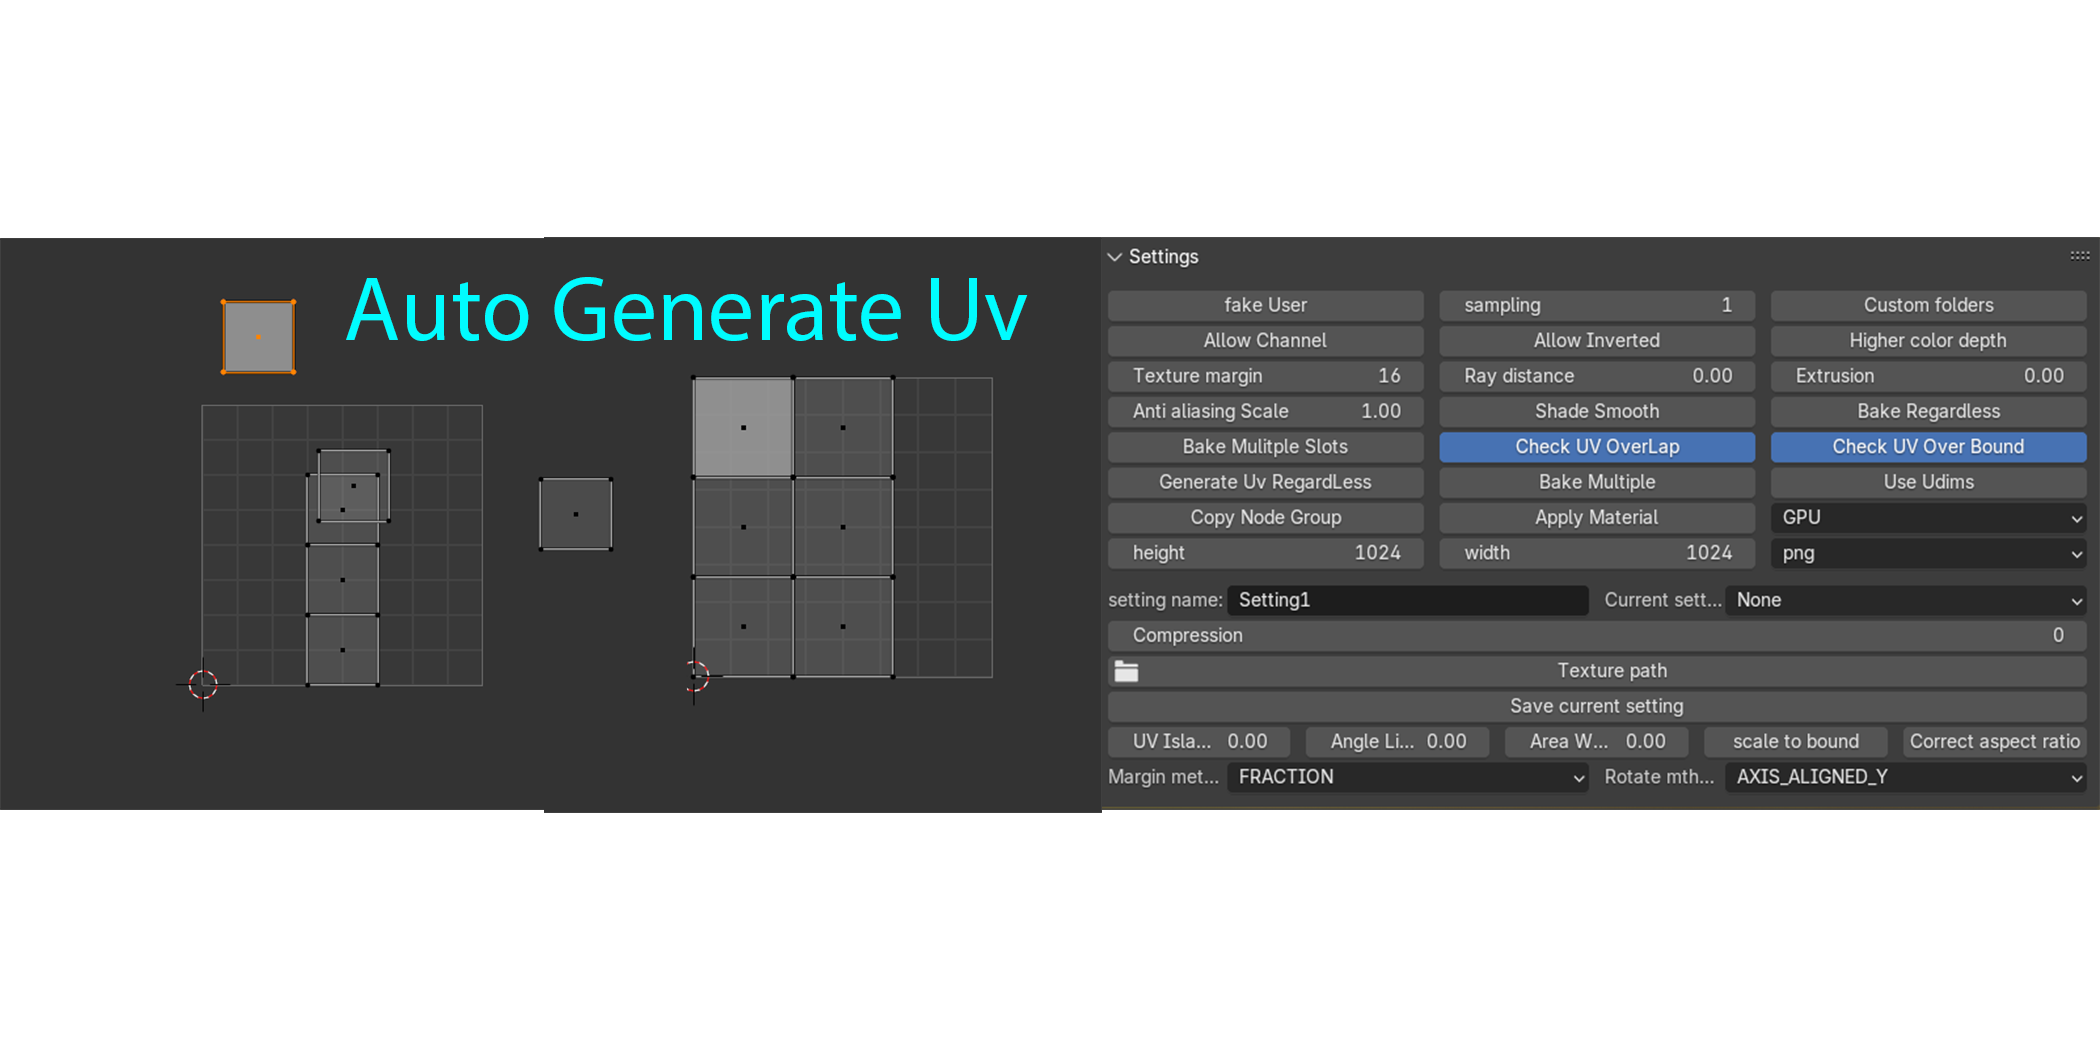 Auto Generate Uv
Settings
fake User sampling 1 Custom folders
Allow Channel Allow Inverted Higher color depth
Texture margin 16 Ray distance 0.00 Extrusion 0.00
Anti aliasing Scale 1.00 Shade Smooth Bake Regardless
Bake Mulitple Slots Check UV OverLap Check UV Over Bound
Generate Uv RegardLess Bake Multiple Use Udims
Copy Node Group Apply Material GPU
height 1024 width 1024 png
setting name: Setting1 Current sett... None
Compression 0
Texture path
Save current setting
UV Isla... 0.00 Angle Li... 0.00 Area W... 0.00 scale to bound Correct aspect ratio
Margin met... FRACTION Rotate mth... AXIS_ALIGNED_Y